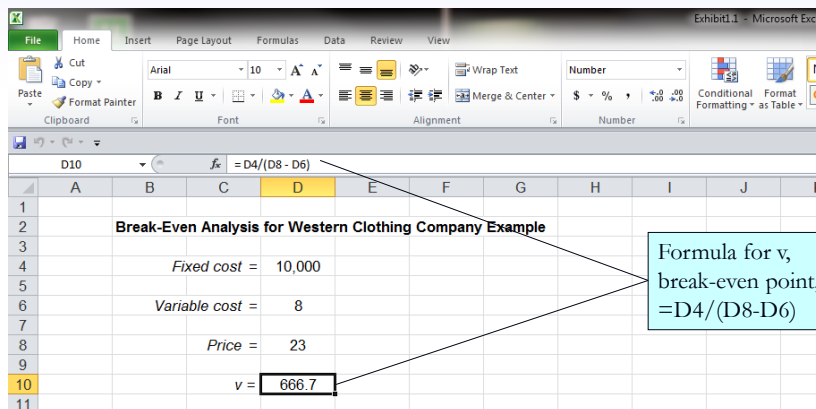 Exhibit1.1 - Microsoft Exc
File Home Insert Page Layout Formulas Data Review View
Paste
Cut
Copy
Format Painter
Clipboard
Arial 10 A A
B I U A
Font
Wrap Text
Merge & Center
Alignment
Number
$ % , .00 .0
Number
Conditional Formatting
Format as Table
D10 fx = D4/(D8 - D6)
A B C D E F G H I J
1
2 Break-Even Analysis for Western Clothing Company Example
3
4 Fixed cost = 10,000
5
6 Variable cost = 8
7
8 Price = 23
9
10 v = 666.7
11
Formula for v,
break-even point,
=D4/(D8-D6)